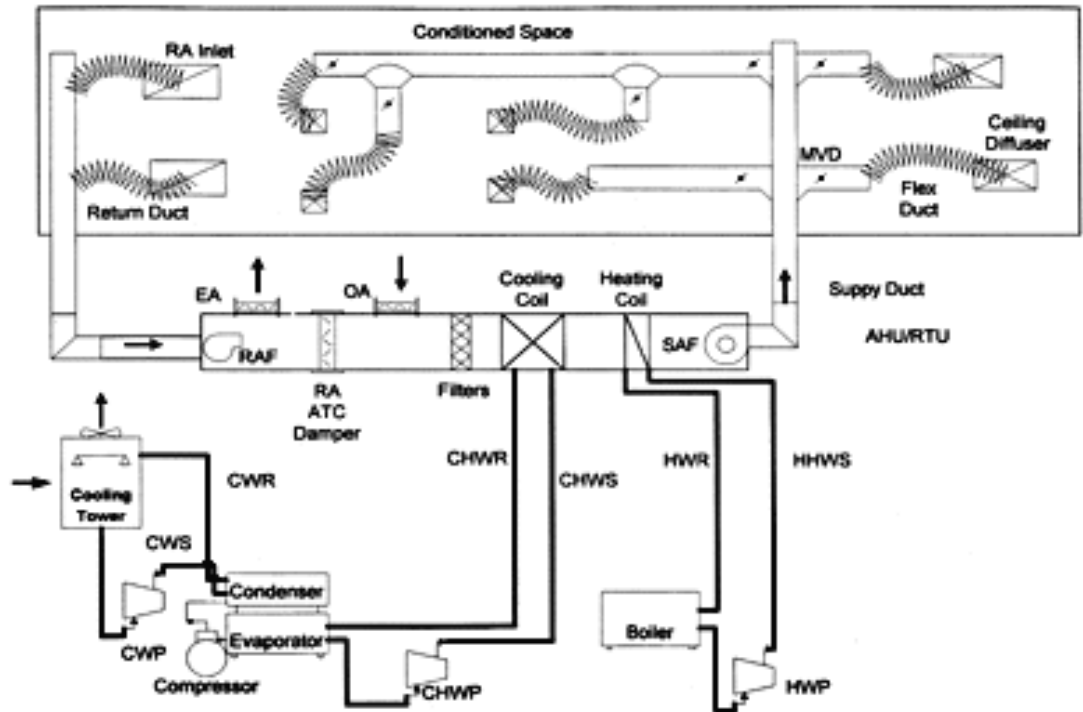 Conditioned Space
RA Inlet
Ceiling
Diffuser
MVD
Return Duct
Flex
Duct
EA
OA
Cooling
Coil
Heating
Coil
Suppy Duct
AHU/RTU
RAF
SAF
RA
ATC
Damper
Filters
CWR
CHWR
CHWS
HWR
HHWS
Cooling
Tower
CWS
Condenser
Evaporator
Boiler
CWP
Compressor
CHWP
HWP